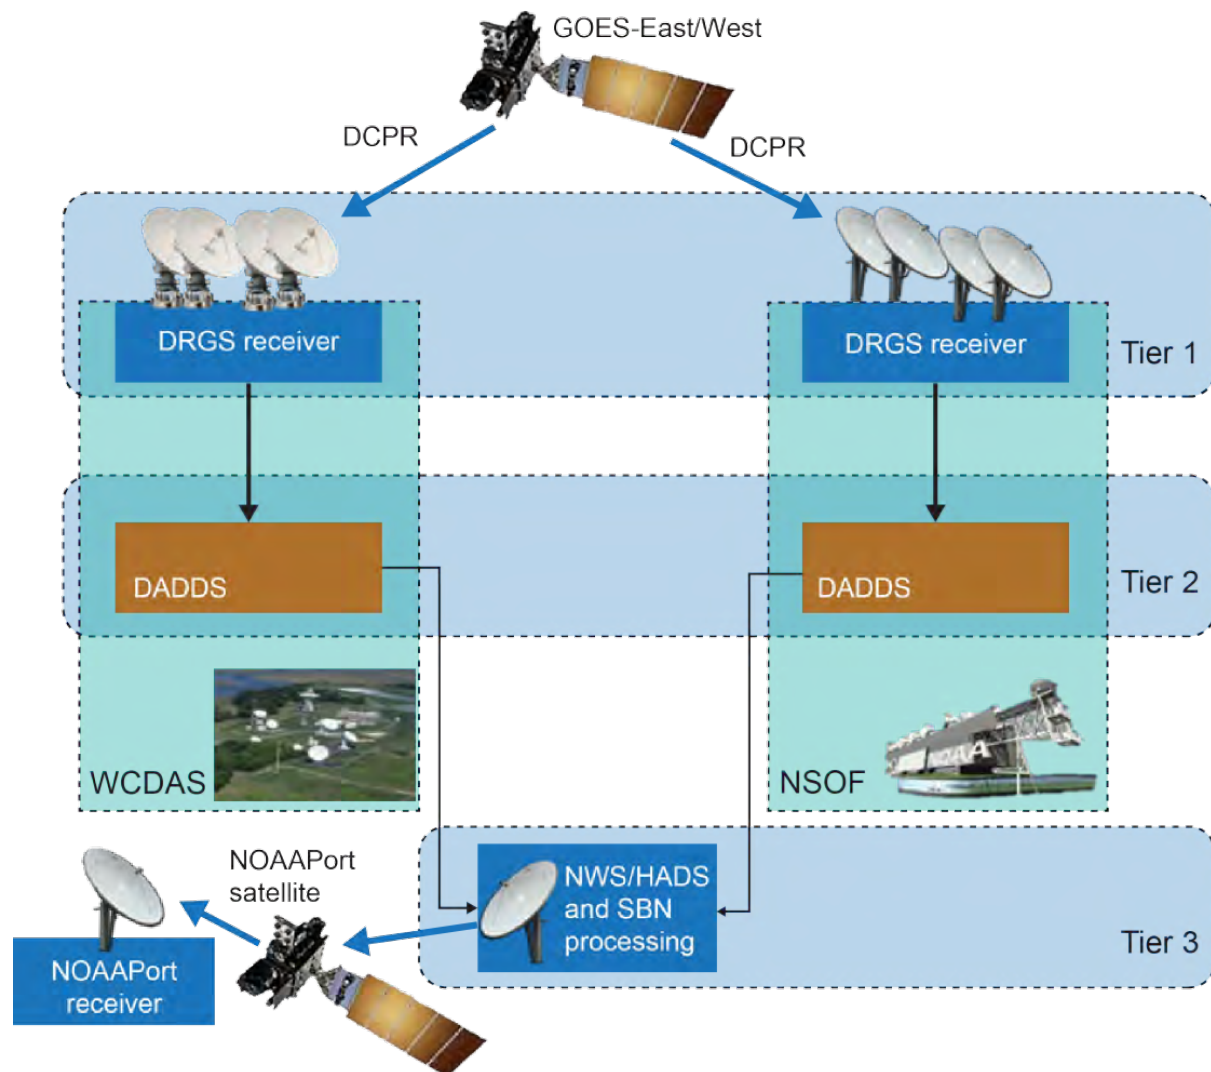 GOES-East/West
DCPR
DCPR
DRGS receiver
DRGS receiver
Tier 1
DADDS
DADDS
Tier 2
WCDAS
NOAA
NSOF
NOAAPort
satellite
NWS/HADS
and SBN
processing
Tier 3
NOAAPort
receiver